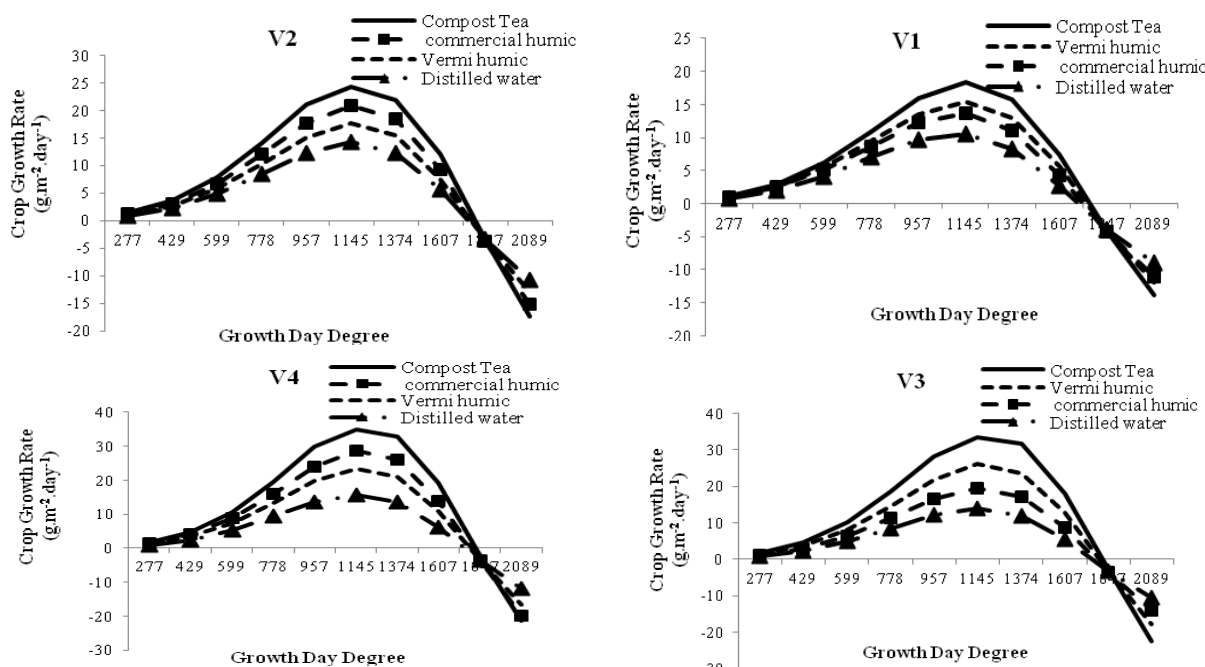 V2
Compost Tea
commercial humic
Vermi humic
Distilled water
Crop Growth Rate
(g.m⁻².day⁻¹)
30
25
20
15
10
5
0
-5
-10
-15
-20
277 429 599 778 957 1145 1374 1607 2089
Growth Day Degree
V1
Compost Tea
Vermi humic
commercial humic
Distilled water
Crop Growth Rate
(g.m⁻².day⁻¹)
25
20
15
10
5
0
-5
-10
-15
-20
277 429 599 778 957 1145 1374 1607 2089
Growth Day Degree
V4
Compost Tea
commercial humic
Vermi humic
Distilled water
Crop Growth Rate
(g.m⁻².day⁻¹)
40
30
20
10
0
-10
-20
-30
277 429 599 778 957 1145 1374 1607 2089
Growth Day Degree
V3
Compost Tea
Vermi humic
commercial humic
Distilled water
Crop Growth Rate
(g.m⁻².day⁻¹)
40
30
20
10
0
-10
-20
-30
277 429 599 778 957 1145 1374 1607 2089
Growth Day Degree